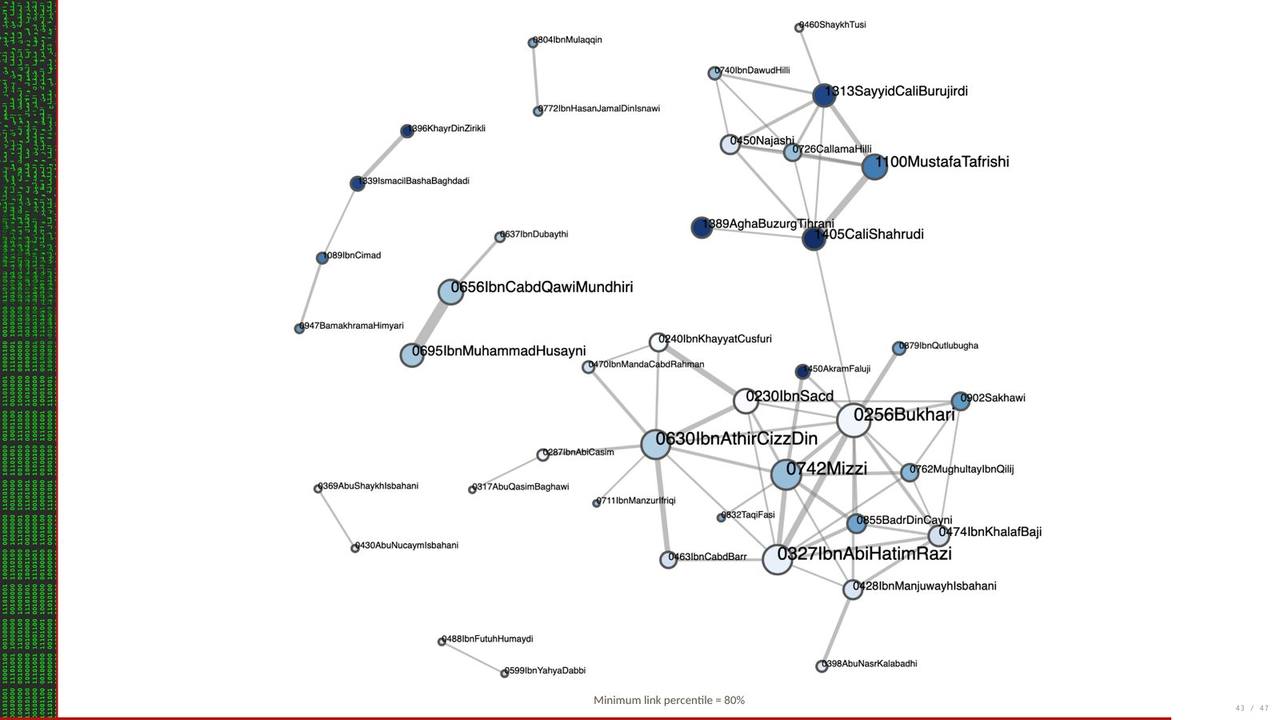 0460ShaykhTusi
0804IbnMulaqqin
0740IbnDawudHilli
1313SayyidCaliBurujirdi
0772IbnHasanJamalDinIsnawi
1396KhayrDinZirikli
0450Najashi
0726CallamaHilli
1100MustafaTafrishi
1339IsmacilBashaBaghdadi
1389AghaBuzurgTihrani
1405CaliShahrudi
0637IbnDubaythi
1089IbnCimad
0656IbnCabdQawiMundhiri
0947BamakhramaHimyari
0695IbnMuhammadHusayni
0240IbnKhayyatCusfuri
0879IbnQutlubugha
0470IbnMandaCabdRahman
1450AkramFaluji
0230IbnSacd
0902Sakhawi
0256Bukhari
0630IbnAthirCizzDin
0287IbnAbiCasim
0742Mizzi
0762MughultayIbnQilij
0369AbuShaykhIsbahani
0317AbuQasimBaghawi
0711IbnManzurIfriqi
0832TaqiFasi
0855BadrDinCayni
0474IbnKhalafBaji
0430AbuNucaymIsbahani
0463IbnCabdBarr
0327IbnAbiHatimRazi
0428IbnManjuwayhIsbahani
0488IbnFutuhHumaydi
0398AbuNasrKalabadhi
0599IbnYahyaDabbi
Minimum link percentile = 80%
43 / 47